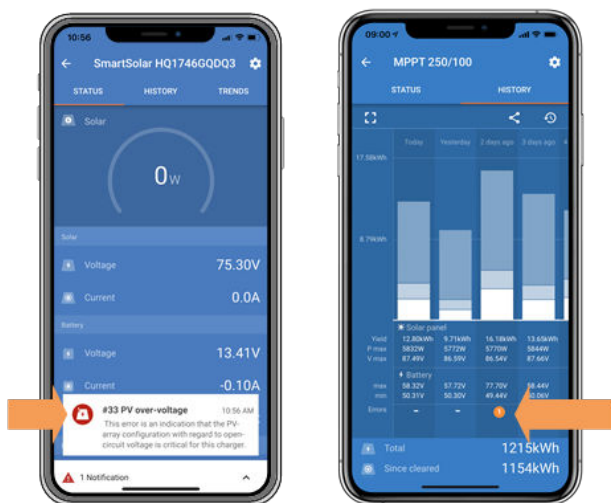 10:56
SmartSolar HQ1746GQDQ3
STATUS HISTORY TRENDS
Solar
0W
Solar
Voltage 75.30V
Current 0.0A
Battery
Voltage 13.41V
Current -0.10A
#33 PV over-voltage 10:56 AM
This error is an indication that the PV-
array configuration with regard to open-
circuit voltage is critical for this charger.
1 Notification
09:00
MPPT 250/100
STATUS HISTORY
Today Yesterday 2 days ago 3 days ago 4
17.58kWh
8.79kWh
Solar panel
Yield 12.80kWh 9.71kWh 16.18kWh 13.65kWh
P max 5832W 5772W 5770W 5844W
V max 87.49V 86.59V 86.54V 87.66V
Battery
max 58.32V 57.72V 77.70V 58.44V
min 50.31V 50.30V 49.44V
Errors - - 1
Total 1215kWh
Since cleared 1154kWh